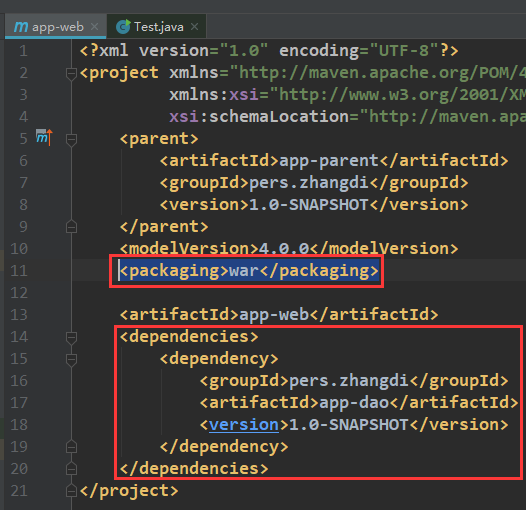 app-web Test.java
1 <?xml version="1.0" encoding="UTF-8"?>
2 <project xmlns="http://maven.apache.org/POM/4
3 xmlns:xsi="http://www.w3.org/2001/XM
4 xsi:schemaLocation="http://maven.apa
5 <parent>
6 <artifactId>app-parent</artifactId>
7 <groupId>pers.zhangdi</groupId>
8 <version>1.0-SNAPSHOT</version>
9 </parent>
10 <modelVersion>4.0.0</modelVersion>
11 <packaging>war</packaging>
12
13 <artifactId>app-web</artifactId>
14 <dependencies>
15 <dependency>
16 <groupId>pers.zhangdi</groupId>
17 <artifactId>app-dao</artifactId>
18 <version>1.0-SNAPSHOT</version>
19 </dependency>
20 </dependencies>
21 </project>